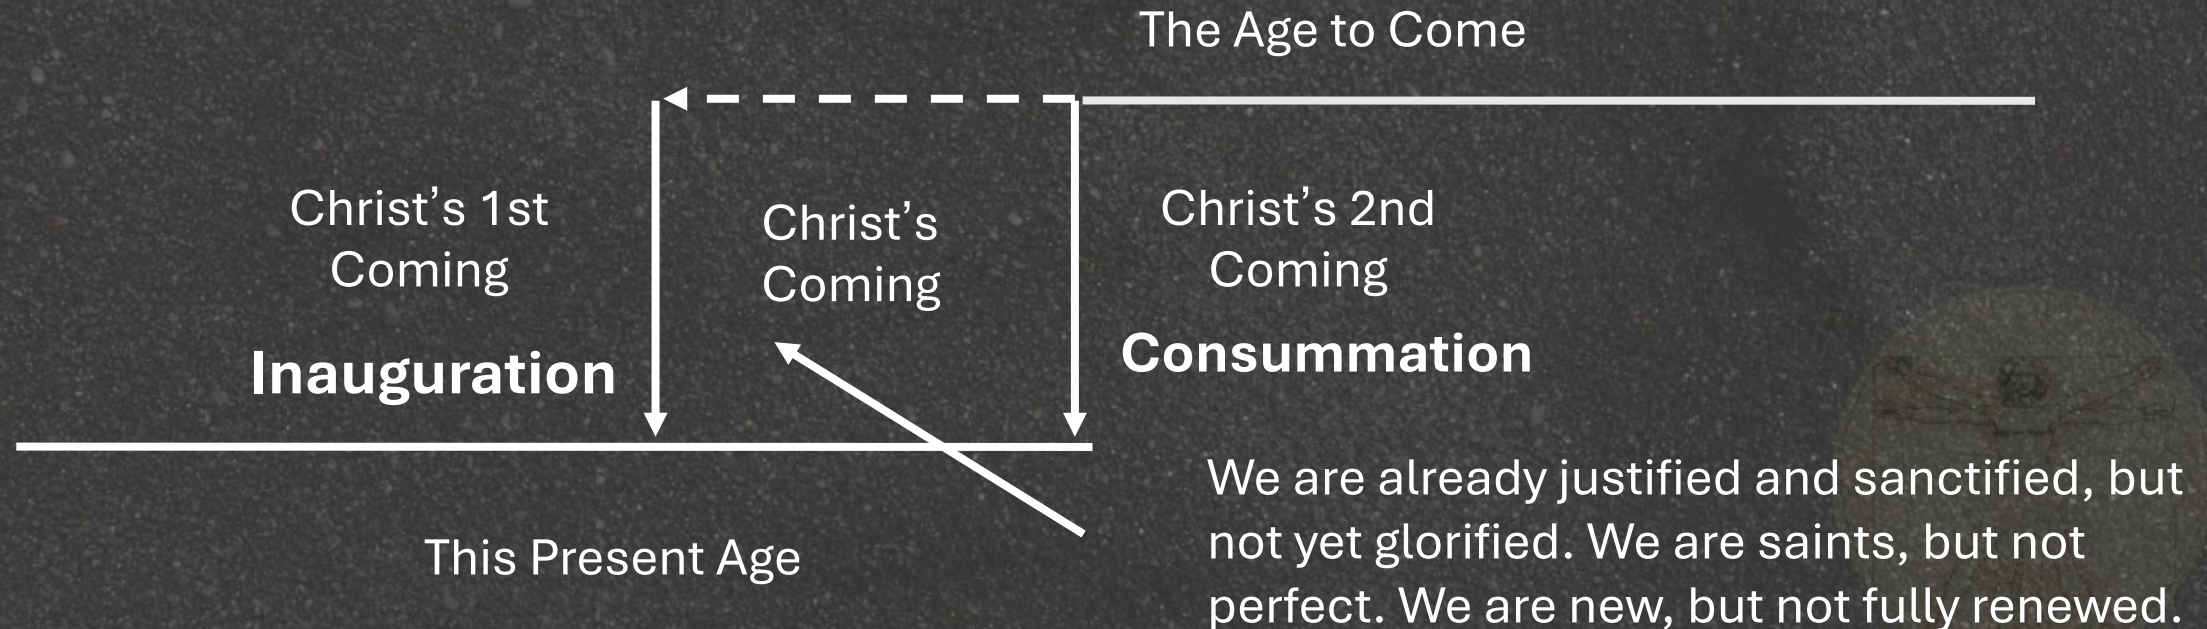 The Age to Come
Christ’s 1st
Coming
Inauguration
Christ’s
Coming
Christ’s 2nd
Coming
Consummation
This Present Age
We are already justified and sanctified, but
not yet glorified. We are saints, but not
perfect. We are new, but not fully renewed.